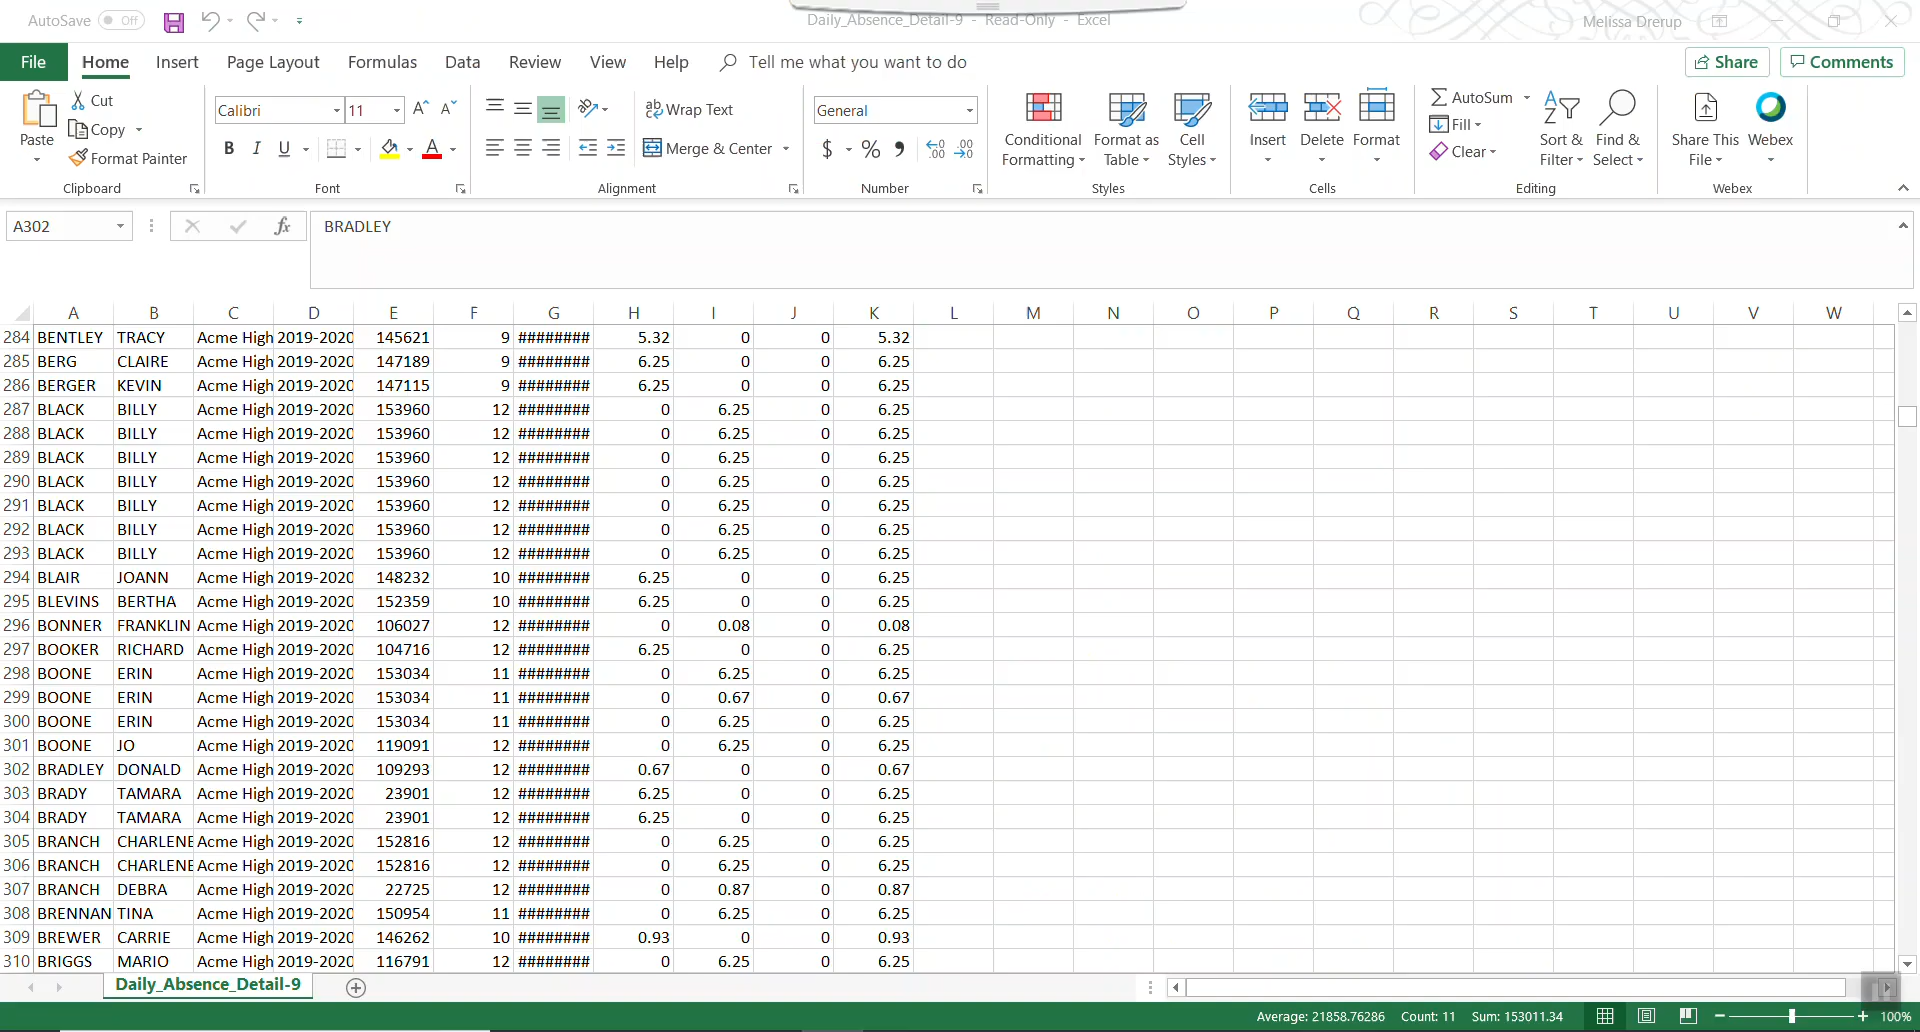 AutoSave Off Daily_Absence_Detail-9 - Read-Only - Excel Melissa Drerup
File Home Insert Page Layout Formulas Data Review View Help Tell me what you want to do Share Comments
Paste Cut Copy Format Painter Clipboard
Calibri 11 B I U A Font
Wrap Text Merge & Center Alignment
General $ % Number
Conditional Formatting Format as Table Cell Styles Styles
Insert Delete Format Cells
AutoSum Fill Clear Sort & Filter Find & Select Editing
Share This File Webex Webex
A302 fx BRADLEY
A B C D E F G H I J K L M N O P Q R S T U V W
284 BENTLEY TRACY Acme High 2019-2020 145621 9 ######## 5.32 0 0 5.32
285 BERG CLAIRE Acme High 2019-2020 147189 9 ######## 6.25 0 0 6.25
286 BERGER KEVIN Acme High 2019-2020 147115 9 ######## 6.25 0 0 6.25
287 BLACK BILLY Acme High 2019-2020 153960 12 ######## 0 6.25 0 6.25
288 BLACK BILLY Acme High 2019-2020 153960 12 ######## 0 6.25 0 6.25
289 BLACK BILLY Acme High 2019-2020 153960 12 ######## 0 6.25 0 6.25
290 BLACK BILLY Acme High 2019-2020 153960 12 ######## 0 6.25 0 6.25
291 BLACK BILLY Acme High 2019-2020 153960 12 ######## 0 6.25 0 6.25
292 BLACK BILLY Acme High 2019-2020 153960 12 ######## 0 6.25 0 6.25
293 BLACK BILLY Acme High 2019-2020 153960 12 ######## 0 6.25 0 6.25
294 BLAIR JOANN Acme High 2019-2020 148232 10 ######## 6.25 0 0 6.25
295 BLEVINS BERTHA Acme High 2019-2020 152359 10 ######## 6.25 0 0 6.25
296 BONNER FRANKLIN Acme High 2019-2020 106027 12 ######## 0 0.08 0 0.08
297 BOOKER RICHARD Acme High 2019-2020 104716 12 ######## 6.25 0 0 6.25
298 BOONE ERIN Acme High 2019-2020 153034 11 ######## 0 6.25 0 6.25
299 BOONE ERIN Acme High 2019-2020 153034 11 ######## 0 0.67 0 0.67
300 BOONE ERIN Acme High 2019-2020 153034 11 ######## 0 6.25 0 6.25
301 BOONE JO Acme High 2019-2020 119091 12 ######## 0 6.25 0 6.25
302 BRADLEY DONALD Acme High 2019-2020 109293 12 ######## 0.67 0 0 0.67
303 BRADY TAMARA Acme High 2019-2020 23901 12 ######## 6.25 0 0 6.25
304 BRADY TAMARA Acme High 2019-2020 23901 12 ######## 6.25 0 0 6.25
305 BRANCH CHARLENE Acme High 2019-2020 152816 12 ######## 0 6.25 0 6.25
306 BRANCH CHARLENE Acme High 2019-2020 152816 12 ######## 0 6.25 0 6.25
307 BRANCH DEBRA Acme High 2019-2020 22725 12 ######## 0 0.87 0 0.87
308 BRENNAN TINA Acme High 2019-2020 150954 11 ######## 0 6.25 0 6.25
309 BREWER CARRIE Acme High 2019-2020 146262 10 ######## 0.93 0 0 0.93
310 BRIGGS MARIO Acme High 2019-2020 116791 12 ######## 0 6.25 0 6.25
Daily_Absence_Detail-9
Average: 21858.76286 Count: 11 Sum: 153011.34 100%